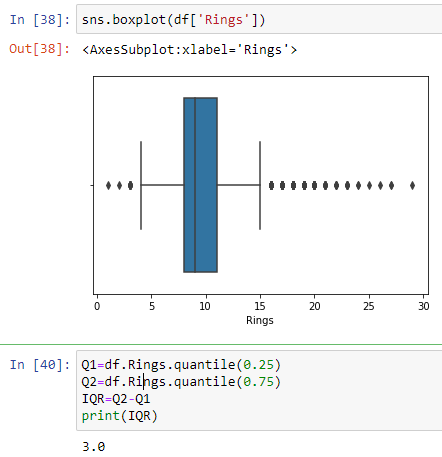 In [38]: sns.boxplot(df['Rings'])
Out[38]: <AxesSubplot:xlabel='Rings'>
0 5 10 15 20 25 30
Rings
In [40]: Q1=df.Rings.quantile(0.25)
Q2=df.Rings.quantile(0.75)
IQR=Q2-Q1
print(IQR)
3.0